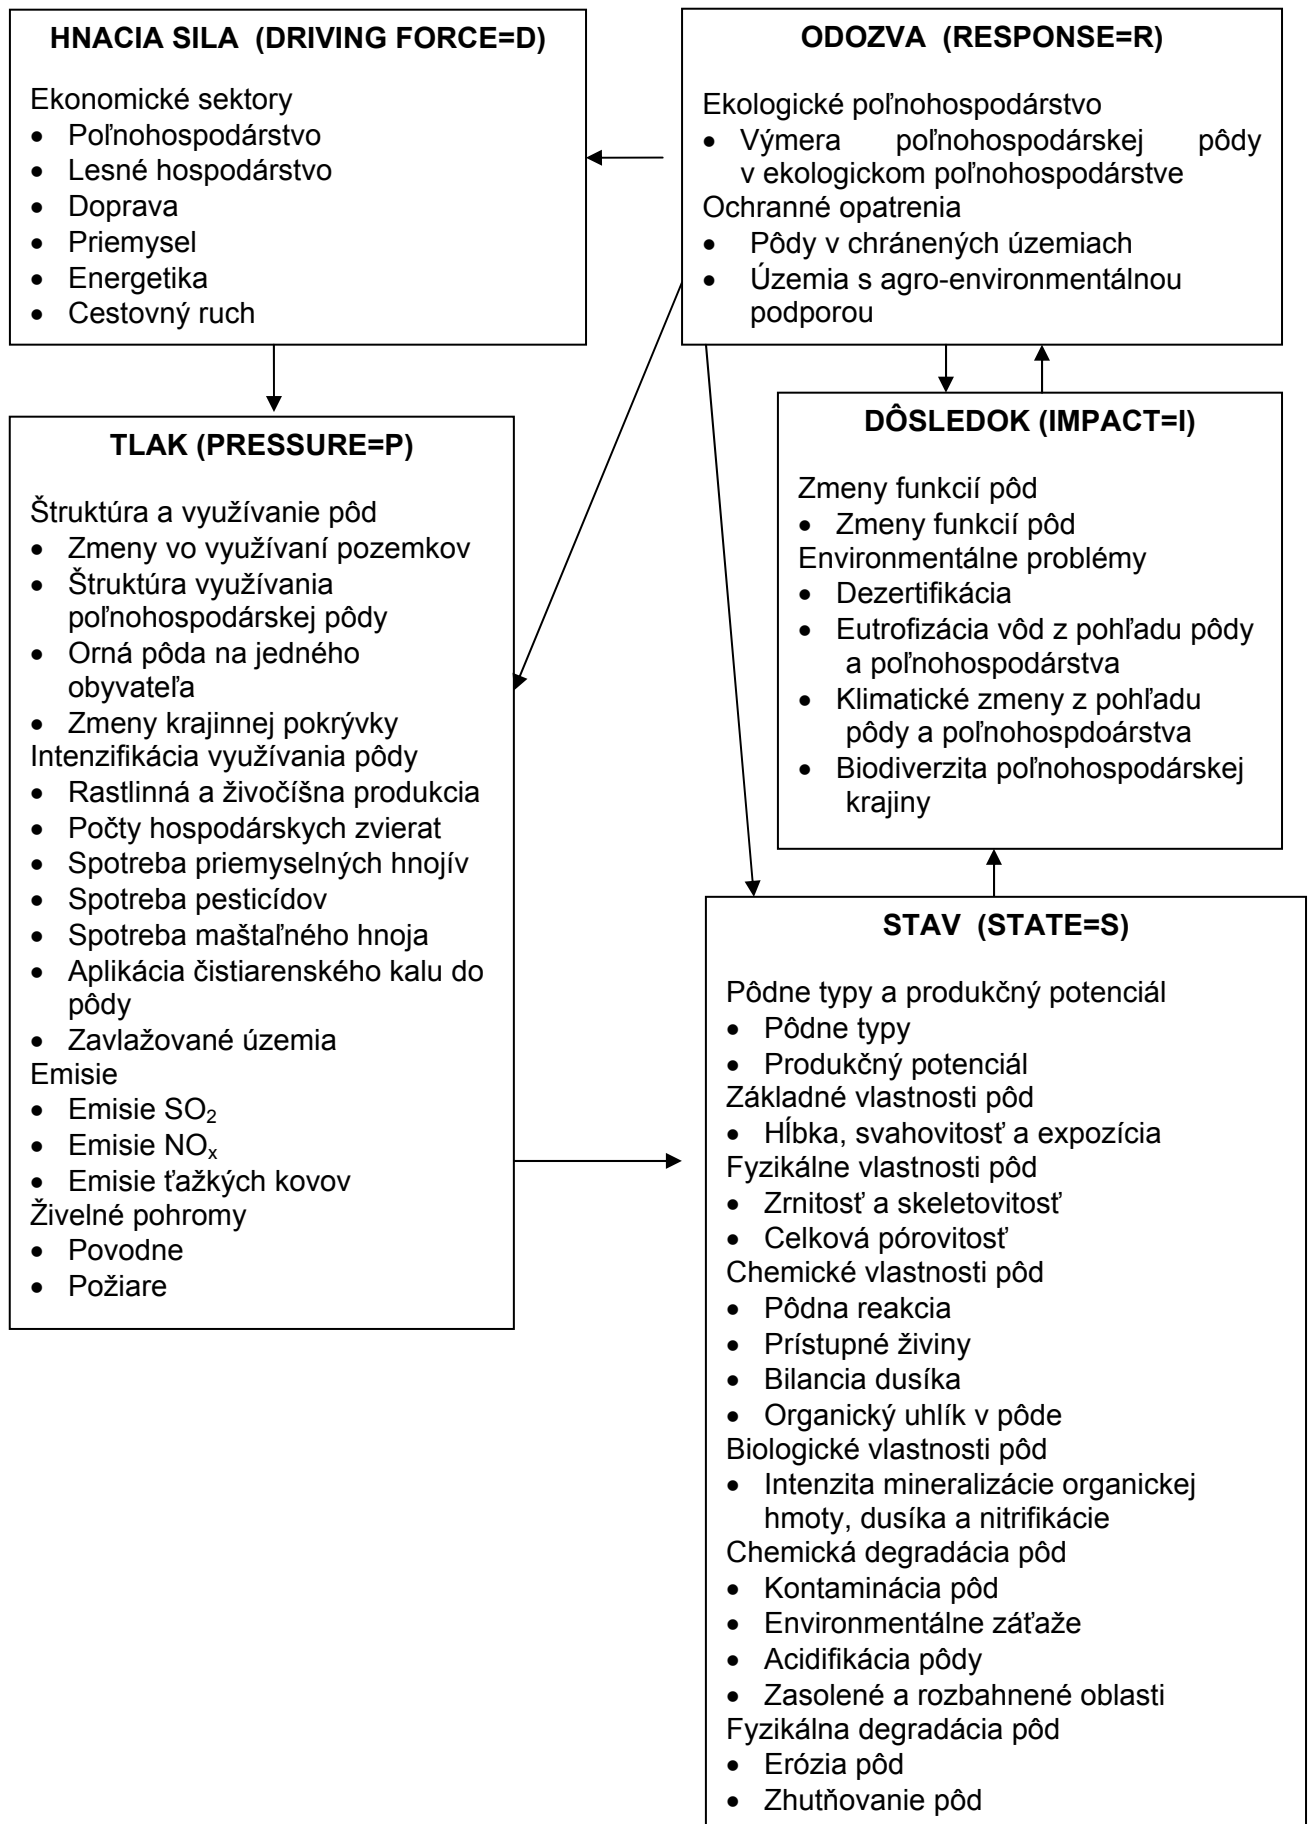 HNACIA SILA (DRIVING FORCE=D)
Ekonomické sektory
• Poľnohospodárstvo
• Lesné hospodárstvo
• Doprava
• Priemysel
• Energetika
• Cestovný ruch
ODOZVA (RESPONSE=R)
Ekologické poľnohospodárstvo
• Výmera poľnohospodárskej pôdy
v ekologickom poľnohospodárstve
Ochranné opatrenia
• Pôdy v chránených územiach
• Územia s agro-environmentálnou
podporou
TLAK (PRESSURE=P)
Štruktúra a využívanie pôd
• Zmeny vo využívaní pozemkov
• Štruktúra využívania
poľnohospodárskej pôdy
• Orná pôda na jedného
obyvateľa
• Zmeny krajinnej pokrývky
Intenzifikácia využívania pôdy
• Rastlinná a živočíšna produkcia
• Počty hospodárskych zvierat
• Spotreba priemyselných hnojív
• Spotreba pesticídov
• Spotreba maštaľného hnoja
• Aplikácia čistiarenského kalu do
pôdy
• Zavlažované územia
Emisie
• Emisie SO₂
• Emisie NOₓ
• Emisie ťažkých kovov
Živelné pohromy
• Povodne
• Požiare
DÔSLEDOK (IMPACT=I)
Zmeny funkcií pôd
• Zmeny funkcií pôd
Environmentálne problémy
• Dezertifikácia
• Eutrofizácia vôd z pohľadu pôdy
a poľnohospodárstva
• Klimatické zmeny z pohľadu
pôdy a poľnohospdoárstva
• Biodiverzita poľnohospodárskej
krajiny
STAV (STATE=S)
Pôdne typy a produkčný potenciál
• Pôdne typy
• Produkčný potenciál
Základné vlastnosti pôd
• Hĺbka, svahovitosť a expozícia
Fyzikálne vlastnosti pôd
• Zrnitosť a skeletovitosť
• Celková pórovitosť
Chemické vlastnosti pôd
• Pôdna reakcia
• Prístupné živiny
• Bilancia dusíka
• Organický uhlík v pôde
Biologické vlastnosti pôd
• Intenzita mineralizácie organickej
hmoty, dusíka a nitrifikácie
Chemická degradácia pôd
• Kontaminácia pôd
• Environmentálne záťaže
• Acidifikácia pôdy
• Zasolené a rozbahnené oblasti
Fyzikálna degradácia pôd
• Erózia pôd
• Zhutňovanie pôd